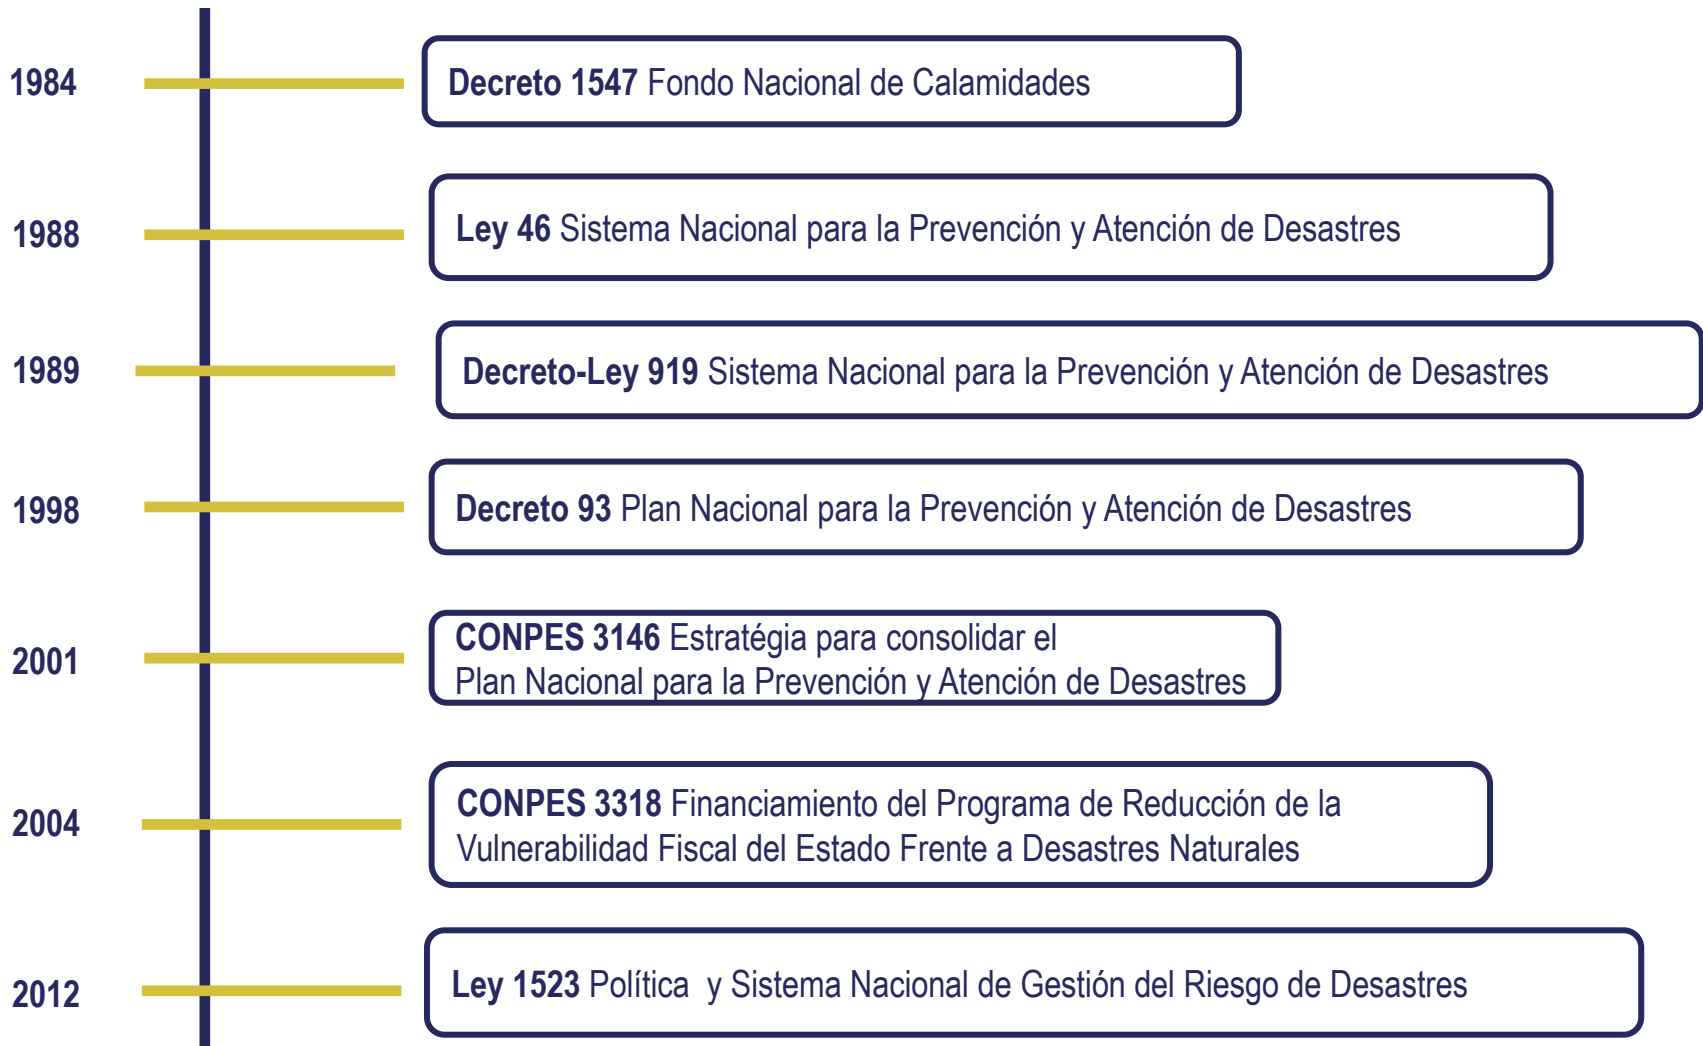 1984
Decreto 1547 Fondo Nacional de Calamidades
1988
Ley 46 Sistema Nacional para la Prevención y Atención de Desastres
1989
Decreto-Ley 919 Sistema Nacional para la Prevención y Atención de Desastres
1998
Decreto 93 Plan Nacional para la Prevención y Atención de Desastres
2001
CONPES 3146 Estratégia para consolidar el
Plan Nacional para la Prevención y Atención de Desastres
2004
CONPES 3318 Financiamiento del Programa de Reducción de la
Vulnerabilidad Fiscal del Estado Frente a Desastres Naturales
2012
Ley 1523 Política y Sistema Nacional de Gestión del Riesgo de Desastres